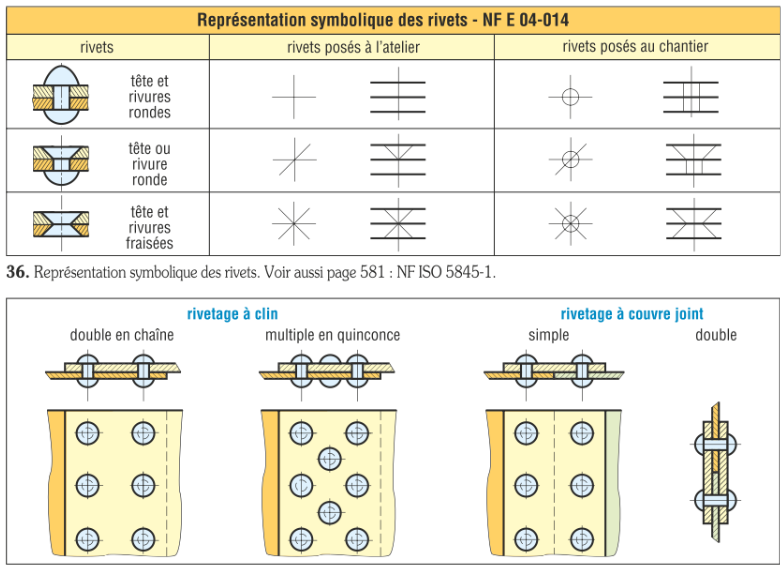 Représentation symbolique des rivets - NF E 04-014
rivets
rivets posés à l'atelier
rivets posés au chantier
tête et
rivures
rondes
tête ou
rivure
ronde
tête et
rivures
fraisées
36. Représentation symbolique des rivets. Voir aussi page 581 : NF ISO 5845-1.
rivetage à clin
rivetage à couvre joint
double en chaîne
multiple en quinconce
simple
double